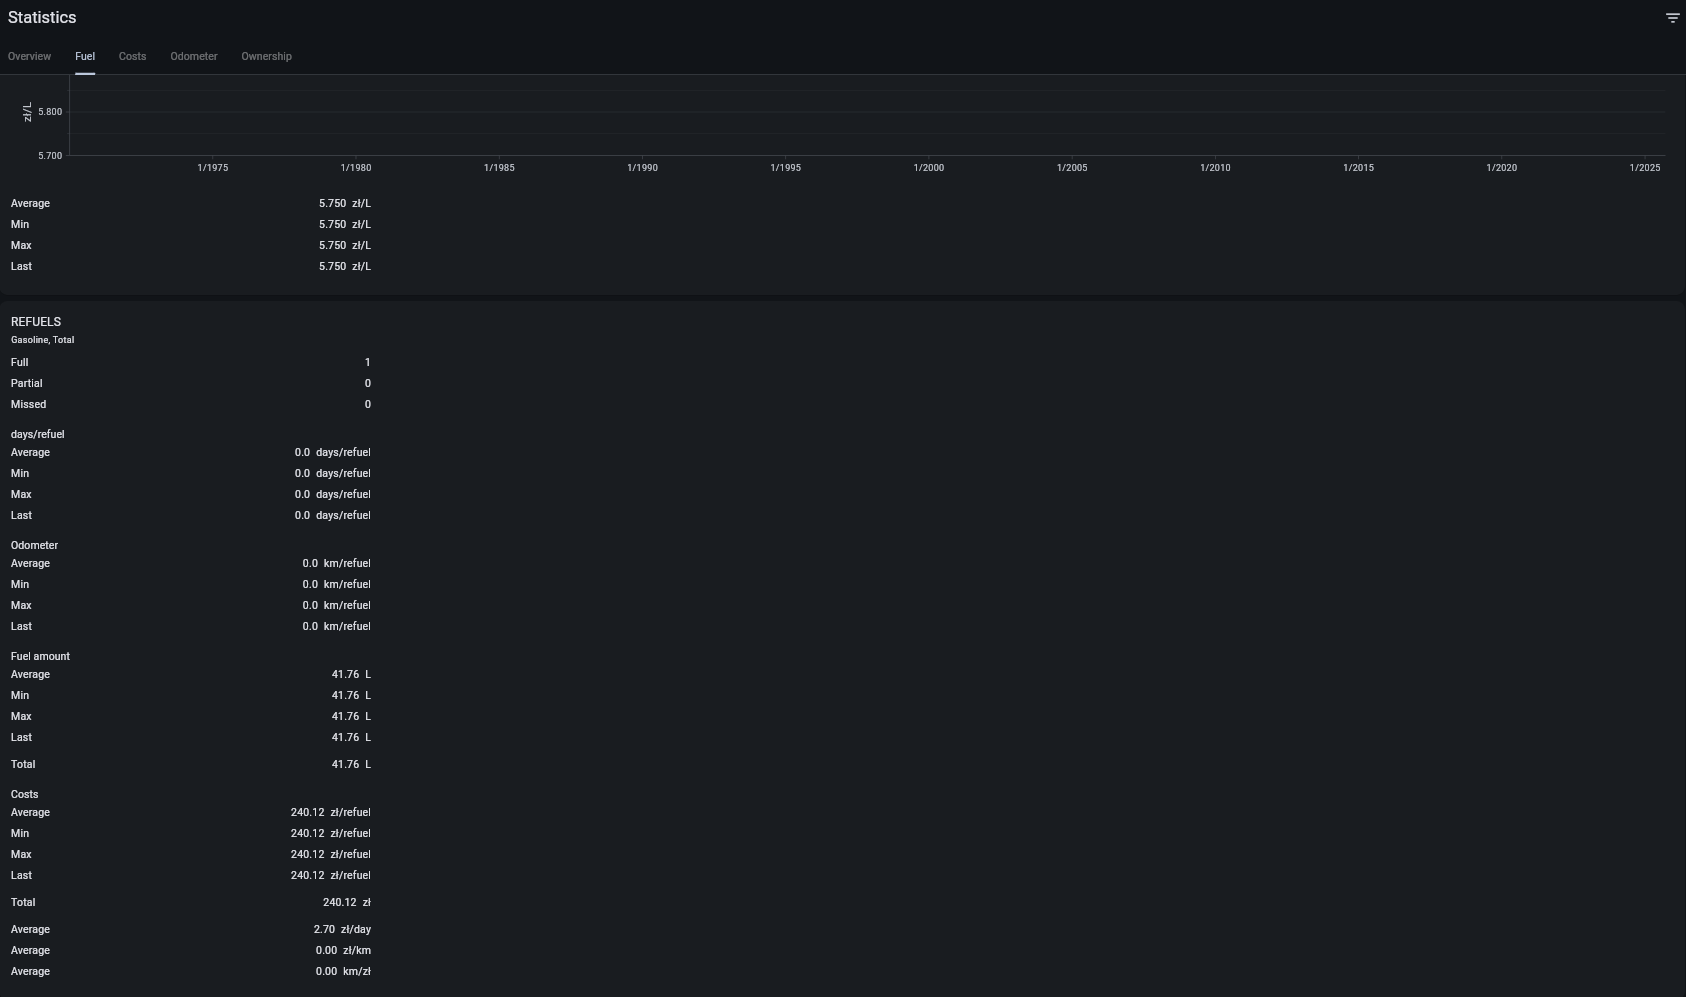 Statistics
Overview Fuel Costs Odometer Ownership
zł/L
5.800
5.700
1/1975 1/1980 1/1985 1/1990 1/1995 1/2000 1/2005 1/2010 1/2015 1/2020 1/2025
Average 5.750 zł/L
Min 5.750 zł/L
Max 5.750 zł/L
Last 5.750 zł/L
REFUELS
Gasoline, Total
Full 1
Partial 0
Missed 0
days/refuel
Average 0.0 days/refuel
Min 0.0 days/refuel
Max 0.0 days/refuel
Last 0.0 days/refuel
Odometer
Average 0.0 km/refuel
Min 0.0 km/refuel
Max 0.0 km/refuel
Last 0.0 km/refuel
Fuel amount
Average 41.76 L
Min 41.76 L
Max 41.76 L
Last 41.76 L
Total 41.76 L
Costs
Average 240.12 zł/refuel
Min 240.12 zł/refuel
Max 240.12 zł/refuel
Last 240.12 zł/refuel
Total 240.12 zł
Average 2.70 zł/day
Average 0.00 zł/km
Average 0.00 km/zł